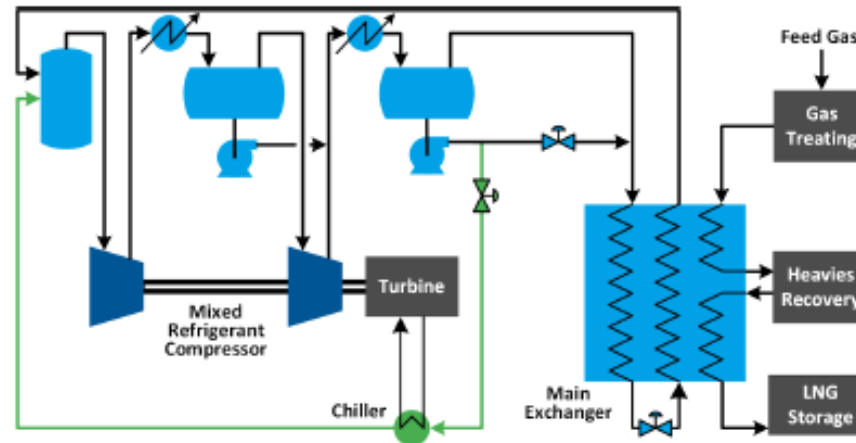 Feed Gas
Gas
Treating
Turbine
Heavies
Recovery
Mixed
Refrigerant
Compressor
Chiller
Main
Exchanger
LNG
Storage